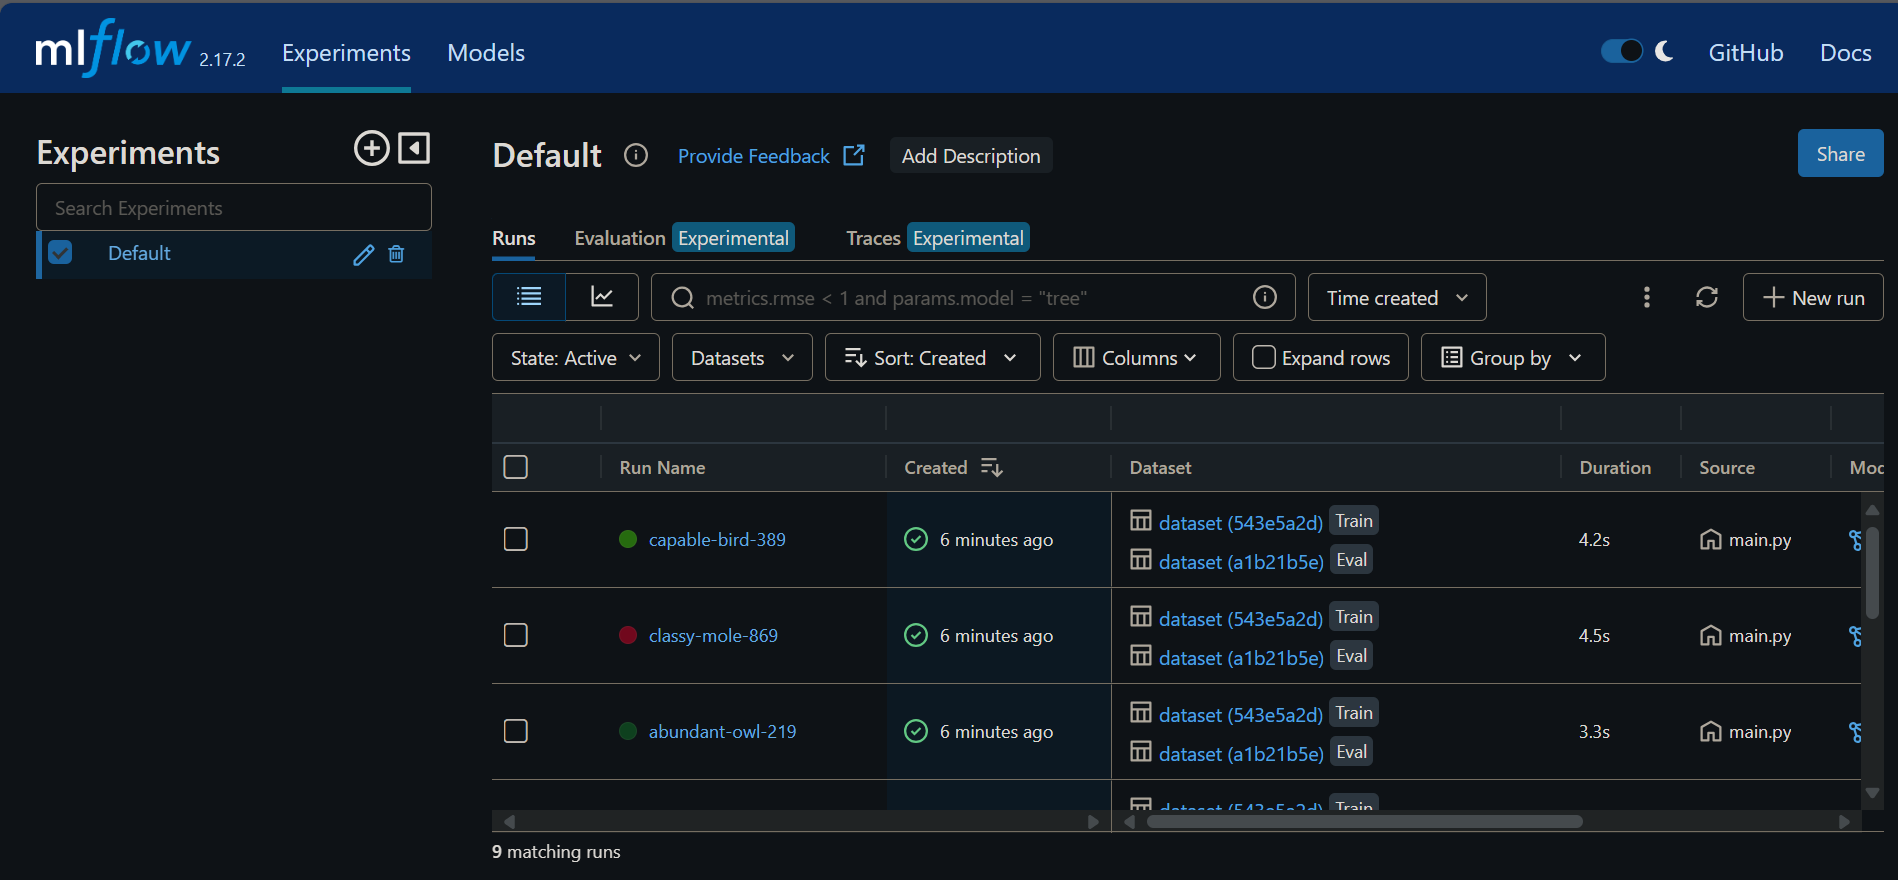 mlflow 2.17.2 Experiments Models GitHub Docs
Experiments
Search Experiments
Default
Default Provide Feedback Add Description Share
Runs Evaluation Experimental Traces Experimental
metrics.rmse < 1 and params.model = "tree" Time created New run
State: Active Datasets Sort: Created Columns Expand rows Group by
Run Name Created Dataset Duration Source Mod
capable-bird-389 6 minutes ago dataset (543e5a2d) Train 4.2s main.py
dataset (a1b21b5e) Eval
classy-mole-869 6 minutes ago dataset (543e5a2d) Train 4.5s main.py
dataset (a1b21b5e) Eval
abundant-owl-219 6 minutes ago dataset (543e5a2d) Train 3.3s main.py
dataset (a1b21b5e) Eval
dataset (543e5a2d) Train
9 matching runs